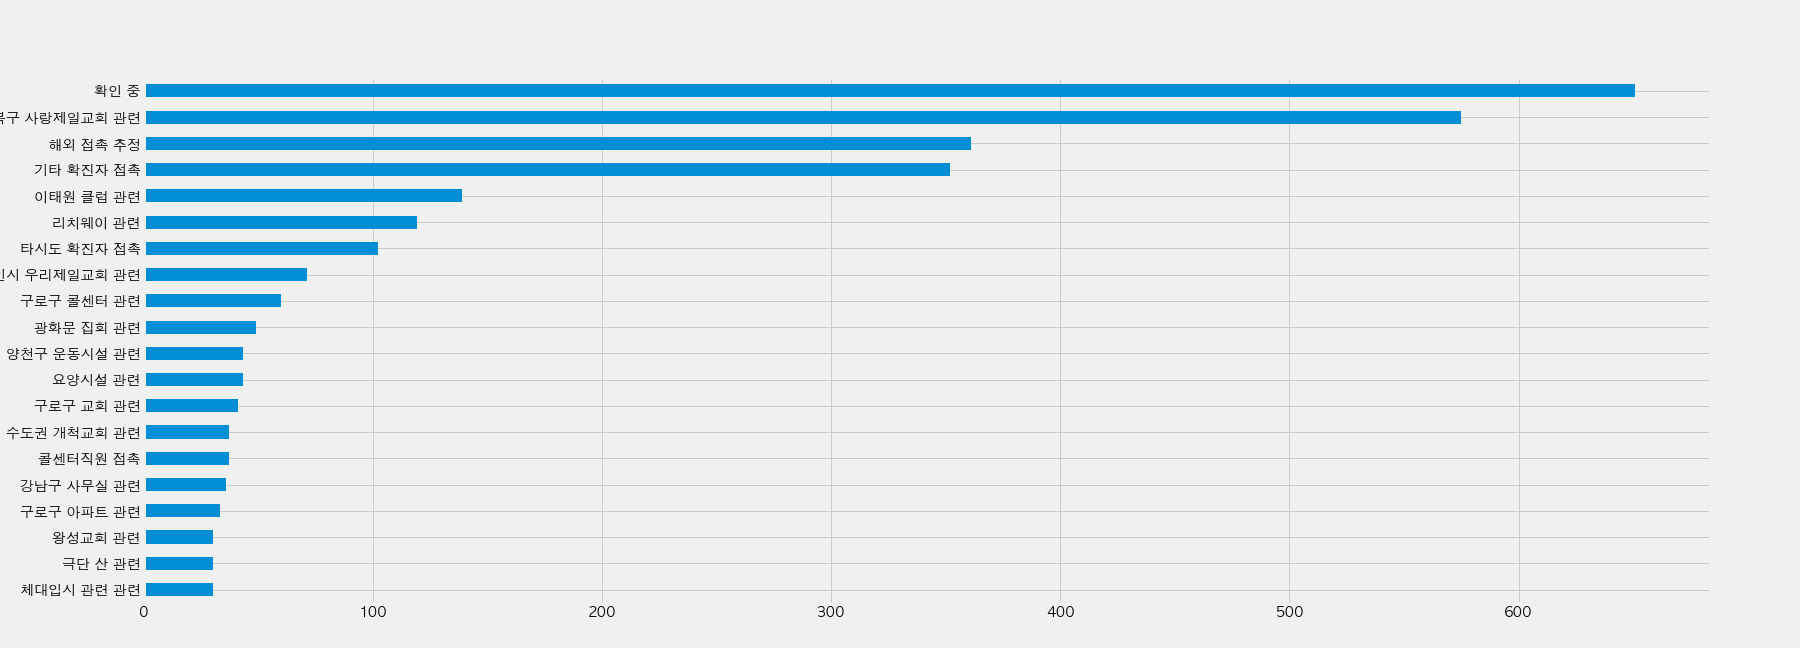 확인 중
사랑제일교회 관련
해외 접촉 추정
기타 확진자 접촉
이태원 클럽 관련
리치웨이 관련
타시도 확진자 접촉
우리제일교회 관련
구로구 콜센터 관련
광화문 집회 관련
양천구 운동시설 관련
요양시설 관련
구로구 교회 관련
수도권 개척교회 관련
콜센터직원 접촉
강남구 사무실 관련
구로구 아파트 관련
왕성교회 관련
극단 산 관련
체대입시 관련 관련
0 100 200 300 400 500 600